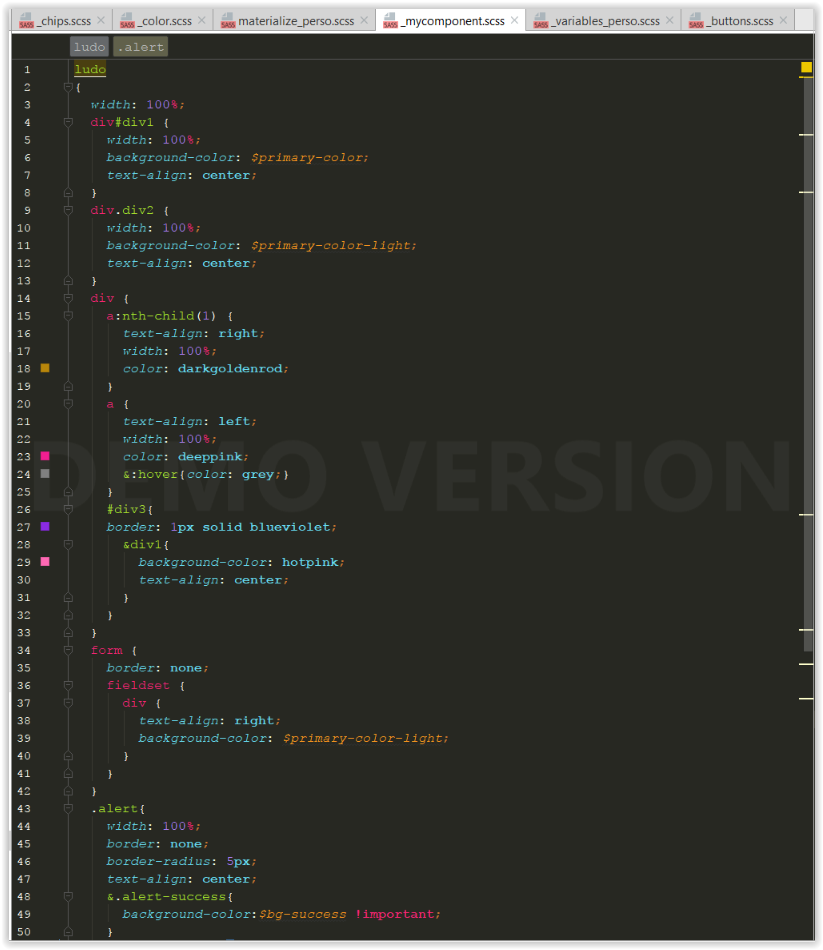 _chips.scss _color.scss materialize_perso.scss _mycomponent.scss _variables_perso.scss _buttons.scss
ludo .alert
1 ludo
2 {
3 width: 100%;
4 div#div1 {
5 width: 100%;
6 background-color: $primary-color;
7 text-align: center;
8 }
9 div.div2 {
10 width: 100%;
11 background-color: $primary-color-light;
12 text-align: center;
13 }
14 div {
15 a:nth-child(1) {
16 text-align: right;
17 width: 100%;
18 color: darkgoldenrod;
19 }
20 a {
21 text-align: left;
22 width: 100%;
23 color: deeppink;
24 &:hover{color: grey;}
25 }
26 #div3{
27 border: 1px solid blueviolet;
28 &div1{
29 background-color: hotpink;
30 text-align: center;
31 }
32 }
33 }
34 form {
35 border: none;
36 fieldset {
37 div {
38 text-align: right;
39 background-color: $primary-color-light;
40 }
41 }
42 }
43 .alert{
44 width: 100%;
45 border: none;
46 border-radius: 5px;
47 text-align: center;
48 &.alert-success{
49 background-color:$bg-success !important;
50 }
DEMO VERSION